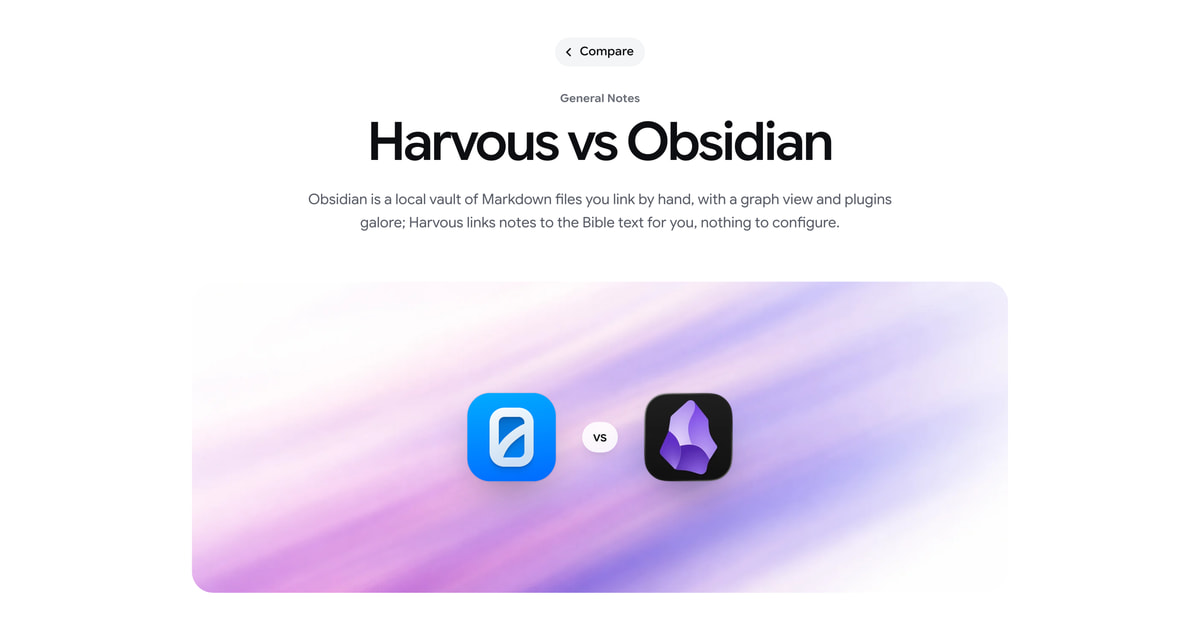 Compare
General Notes
Harvous vs Obsidian
Obsidian is a local vault of Markdown files you link by hand, with a graph view and plugins
galore; Harvous links notes to the Bible text for you, nothing to configure.
vs